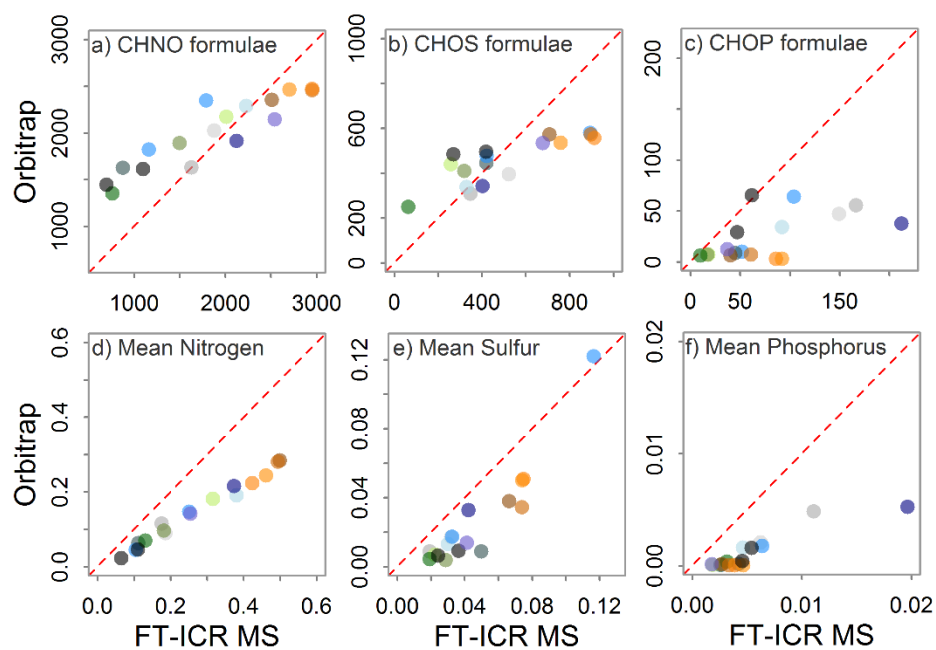 a) CHNO formulae
b) CHOS formulae
c) CHOP formulae
Orbitrap
1000 2000 3000
0 200 400 600 800 1000
0 50 100 150 200
1000 2000 3000
0 400 800
0 50 150
d) Mean Nitrogen
e) Mean Sulfur
f) Mean Phosphorus
Orbitrap
0.0 0.2 0.4 0.6
0.00 0.04 0.08 0.12
0.00 0.01 0.02
0.0 0.2 0.4 0.6
0.00 0.04 0.08 0.12
0.00 0.01 0.02
FT-ICR MS
FT-ICR MS
FT-ICR MS